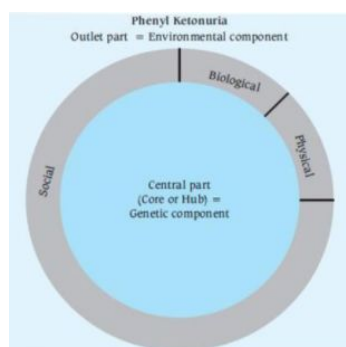 Phenyl Ketonuria
Outlet part = Environmental component
Biological
Physical
Social
Central part
(Core or Hub) =
Genetic component